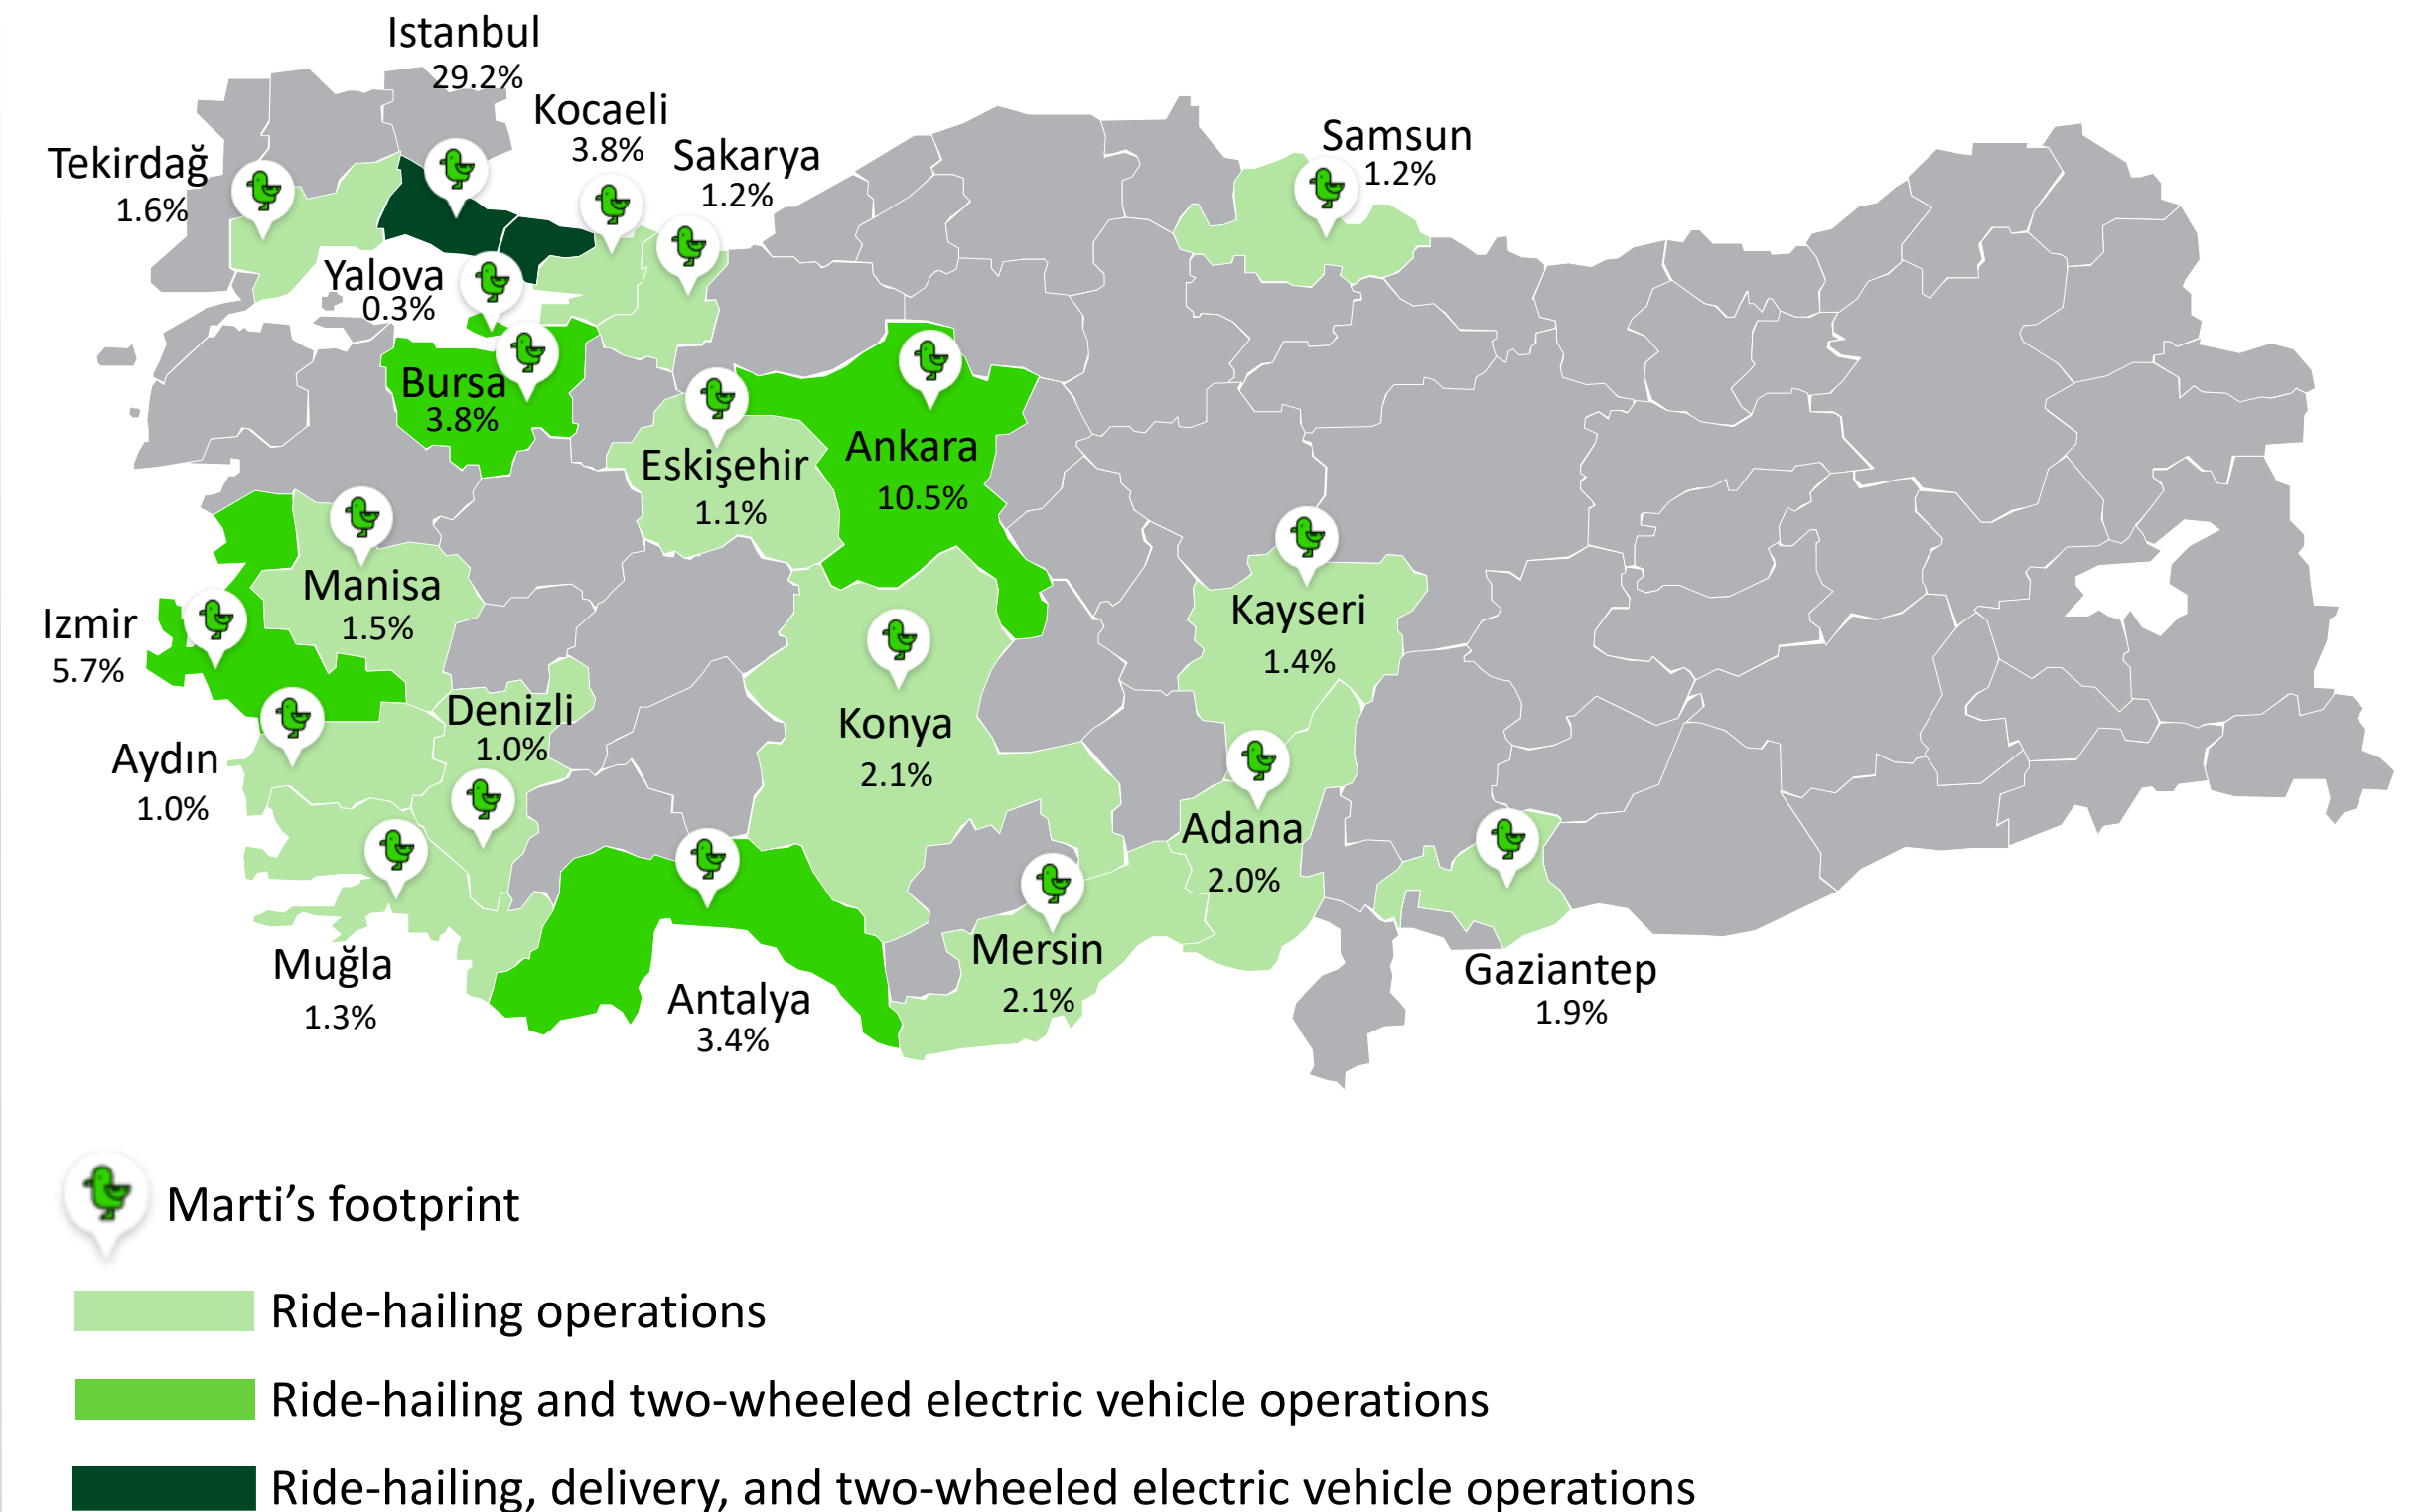 Istanbul
29.2%
Kocaeli
3.8%
Sakarya
1.2%
Samsun
1.2%
Tekirdağ
1.6%
Yalova
0.3%
Bursa
3.8%
Eskişehir
1.1%
Ankara
10.5%
Manisa
1.5%
Izmir
5.7%
Kayseri
1.4%
Denizli
1.0%
Konya
2.1%
Aydın
1.0%
Adana
2.0%
Muğla
1.3%
Antalya
3.4%
Mersin
2.1%
Gaziantep
1.9%
Marti’s footprint
Ride-hailing operations
Ride-hailing and two-wheeled electric vehicle operations
Ride-hailing, delivery, and two-wheeled electric vehicle operations